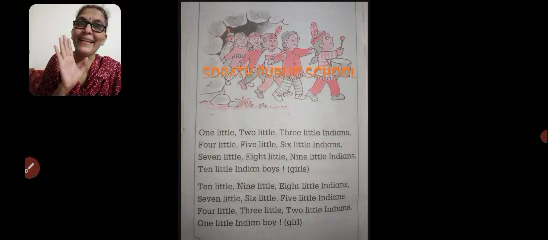 SORATH PUBLIC SCHOOL
One little, Two little, Three little Indians,
Four little, Five little, Six little Indians,
Seven little, Eight little, Nine little Indians,
Ten little Indian boys ! (girls)
Ten little, Nine little, Eight little Indians,
Seven little, Six little, Five little Indians
Four little, Three little, Two little Indians,
One little Indian boy ! (girl)